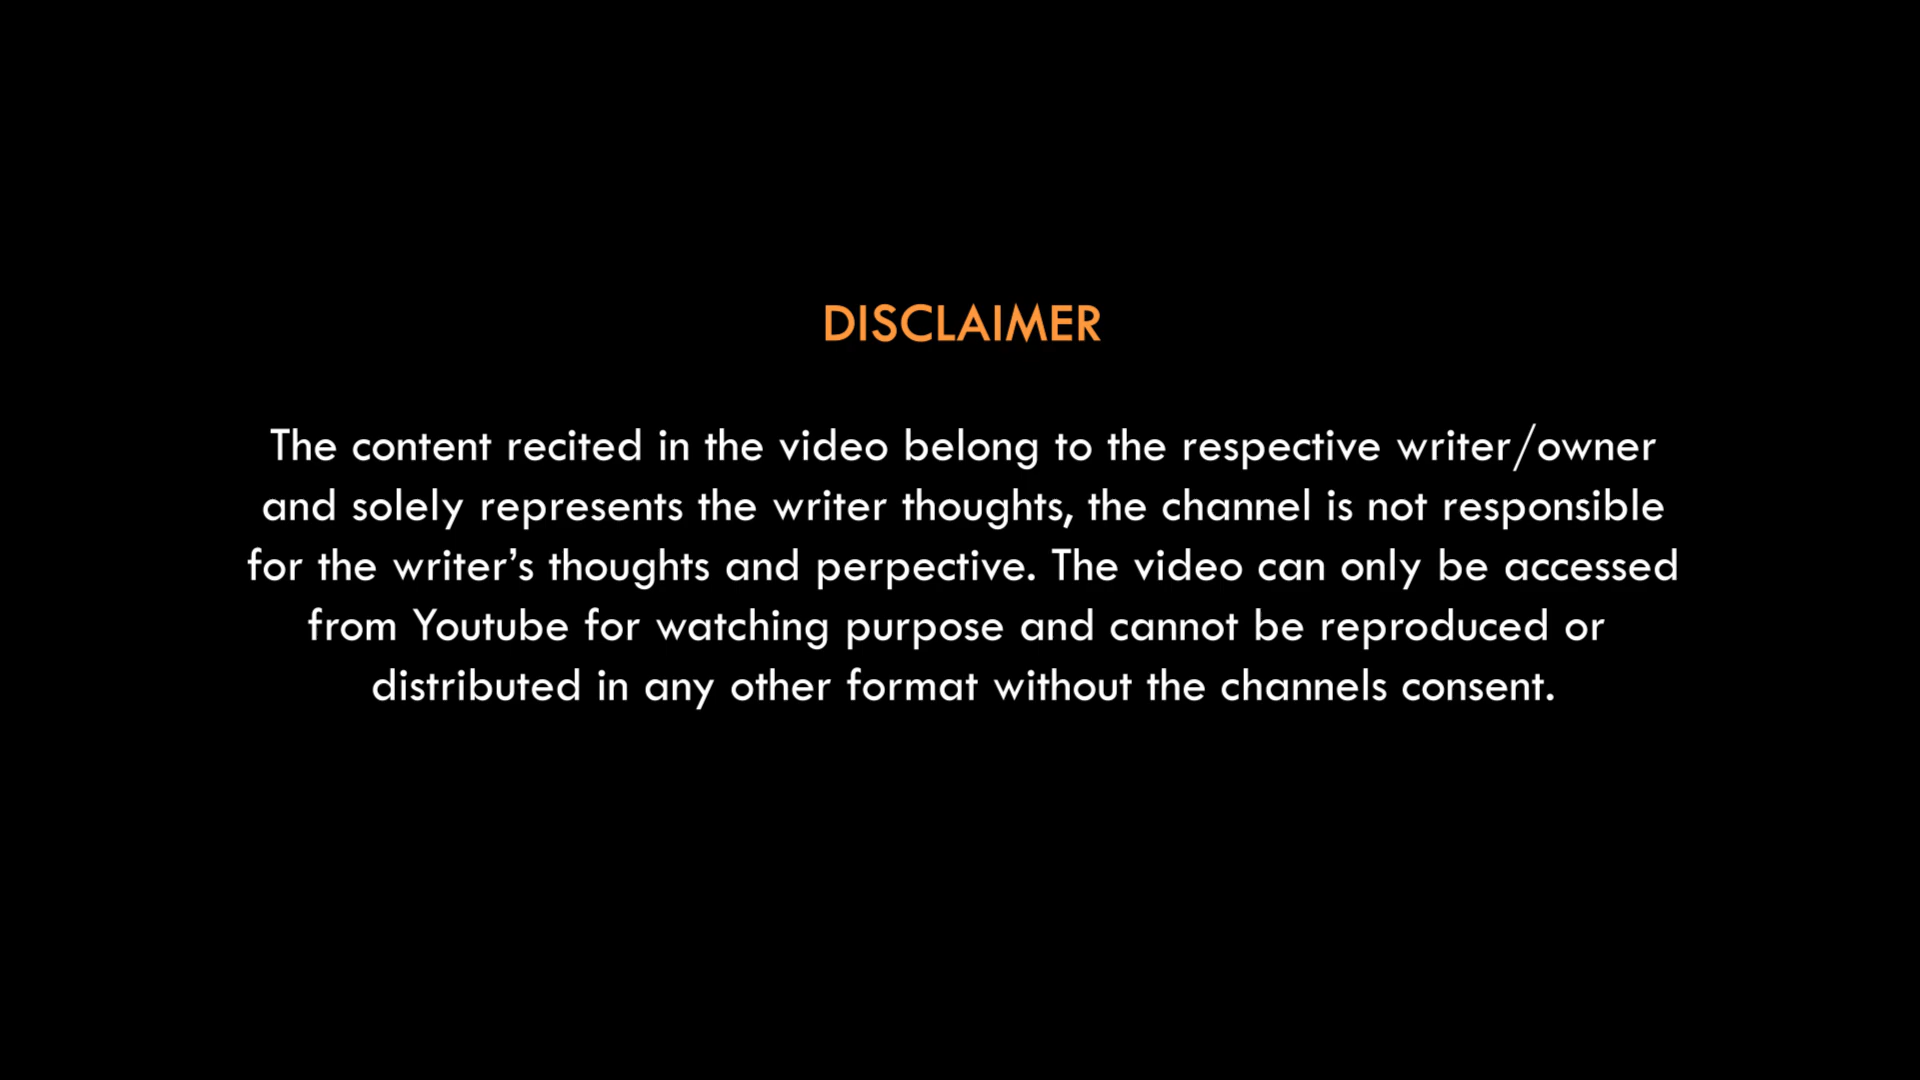 DISCLAIMER
The content recited in the video belong to the respective writer/owner
and solely represents the writer thoughts, the channel is not responsible
for the writer’s thoughts and perpective. The video can only be accessed
from Youtube for watching purpose and cannot be reproduced or
distributed in any other format without the channels consent.